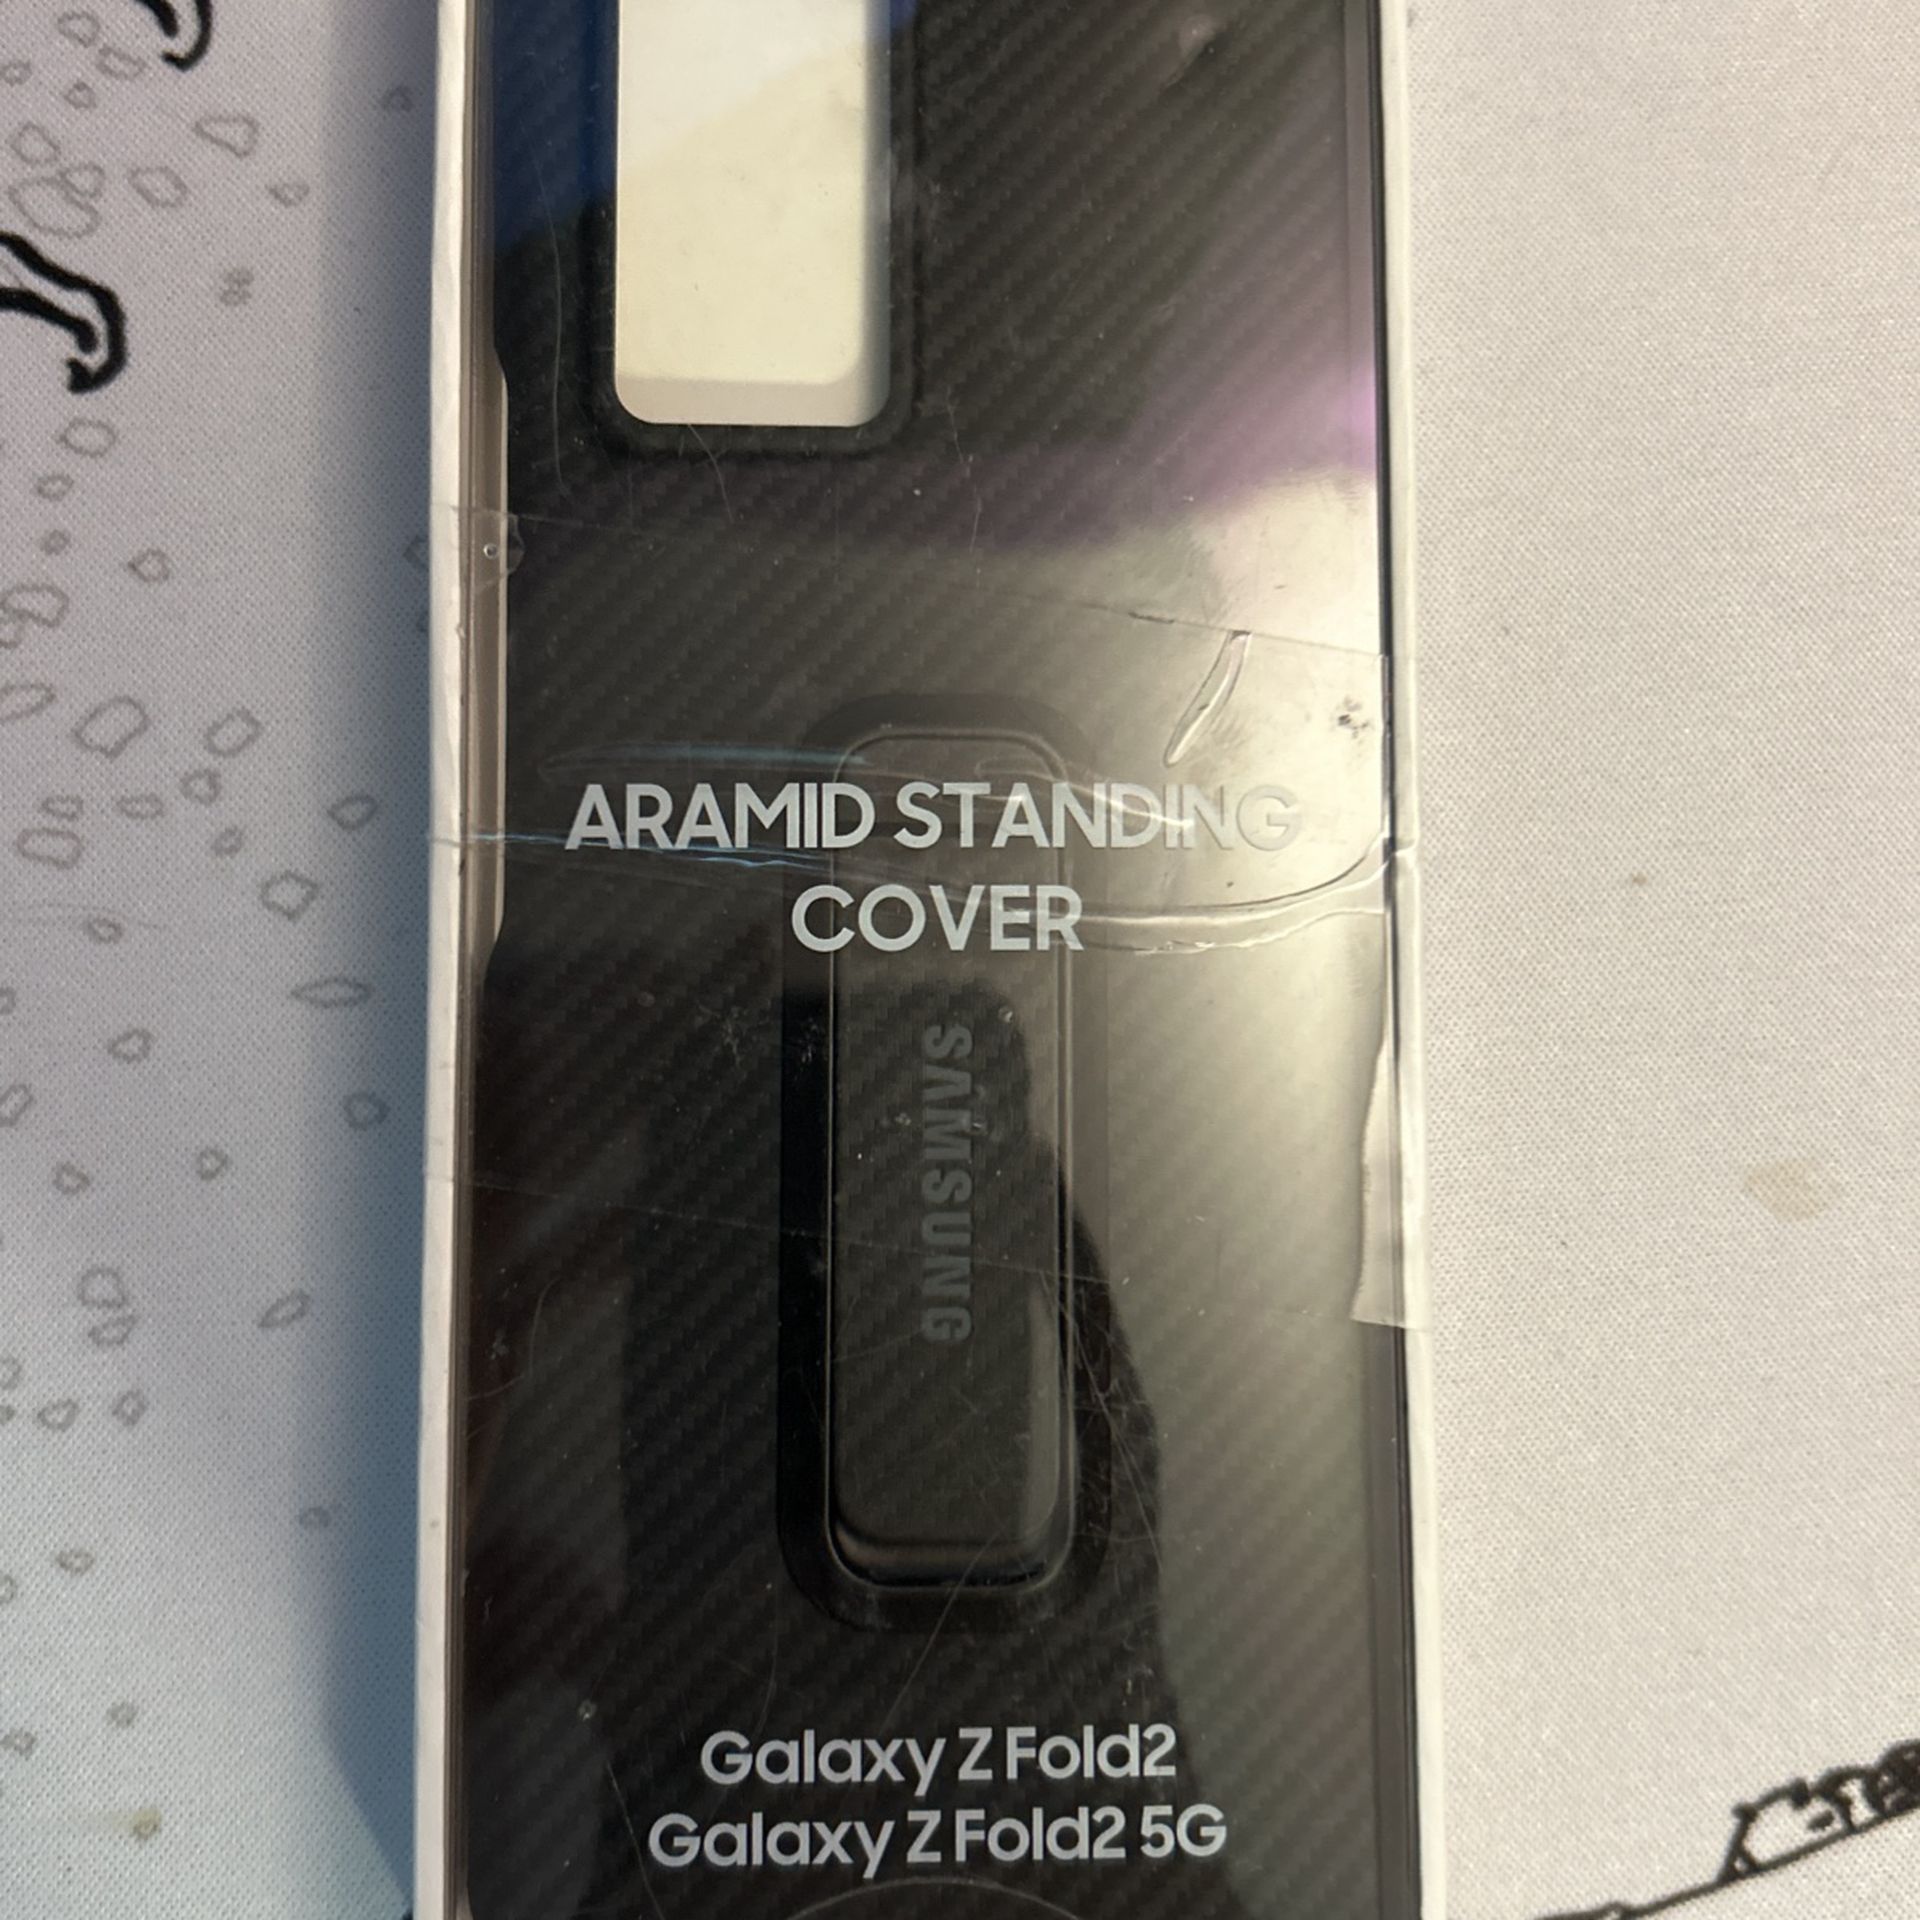 ARAMID STANDING
COVER
SAMSUNG
Galaxy Z Fold2
Galaxy Z Fold2 5G